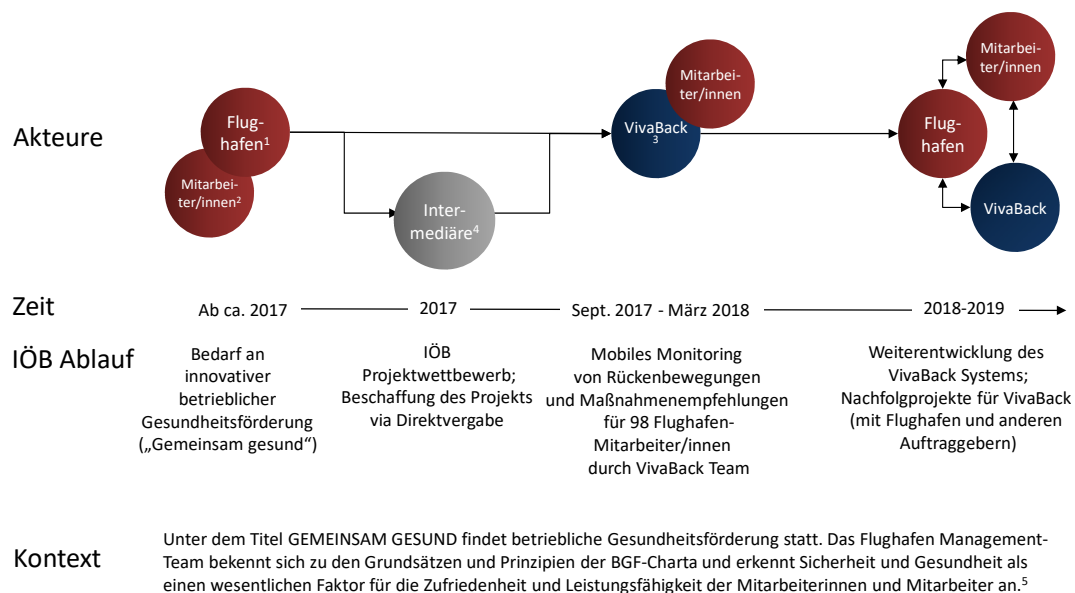 Akteure
Flug-
hafen1
Mitarbei-
ter/innen2
Inter-
mediäre4
VivaBack
3
Mitarbei-
ter/innen
Mitarbei-
ter/innen
Flug-
hafen
VivaBack
Zeit
Ab ca. 2017
2017
Sept. 2017 - März 2018
2018-2019
IÖB Ablauf
Bedarf an
innovativer
betrieblicher
Gesundheitsförderung
(„Gemeinsam gesund“)
IÖB
Projektwettbewerb;
Beschaffung des Projekts
via Direktvergabe
Mobiles Monitoring
von Rückenbewegungen
und Maßnahmenempfehlungen
für 98 Flughafen-
Mitarbeiter/innen
durch VivaBack Team
Weiterentwicklung des
VivaBack Systems;
Nachfolgprojekte für VivaBack
(mit Flughafen und anderen
Auftraggebern)
Kontext
Unter dem Titel GEMEINSAM GESUND findet betriebliche Gesundheitsförderung statt. Das Flughafen Management-
Team bekennt sich zu den Grundsätzen und Prinzipien der BGF-Charta und erkennt Sicherheit und Gesundheit als
einen wesentlichen Faktor für die Zufriedenheit und Leistungsfähigkeit der Mitarbeiterinnen und Mitarbeiter an.5